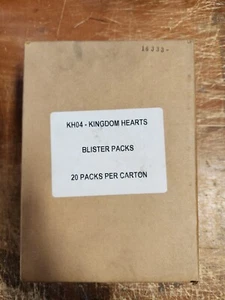 KH04 - KINGDOM HEARTS
BLISTER PACKS
20 PACKS PER CARTON